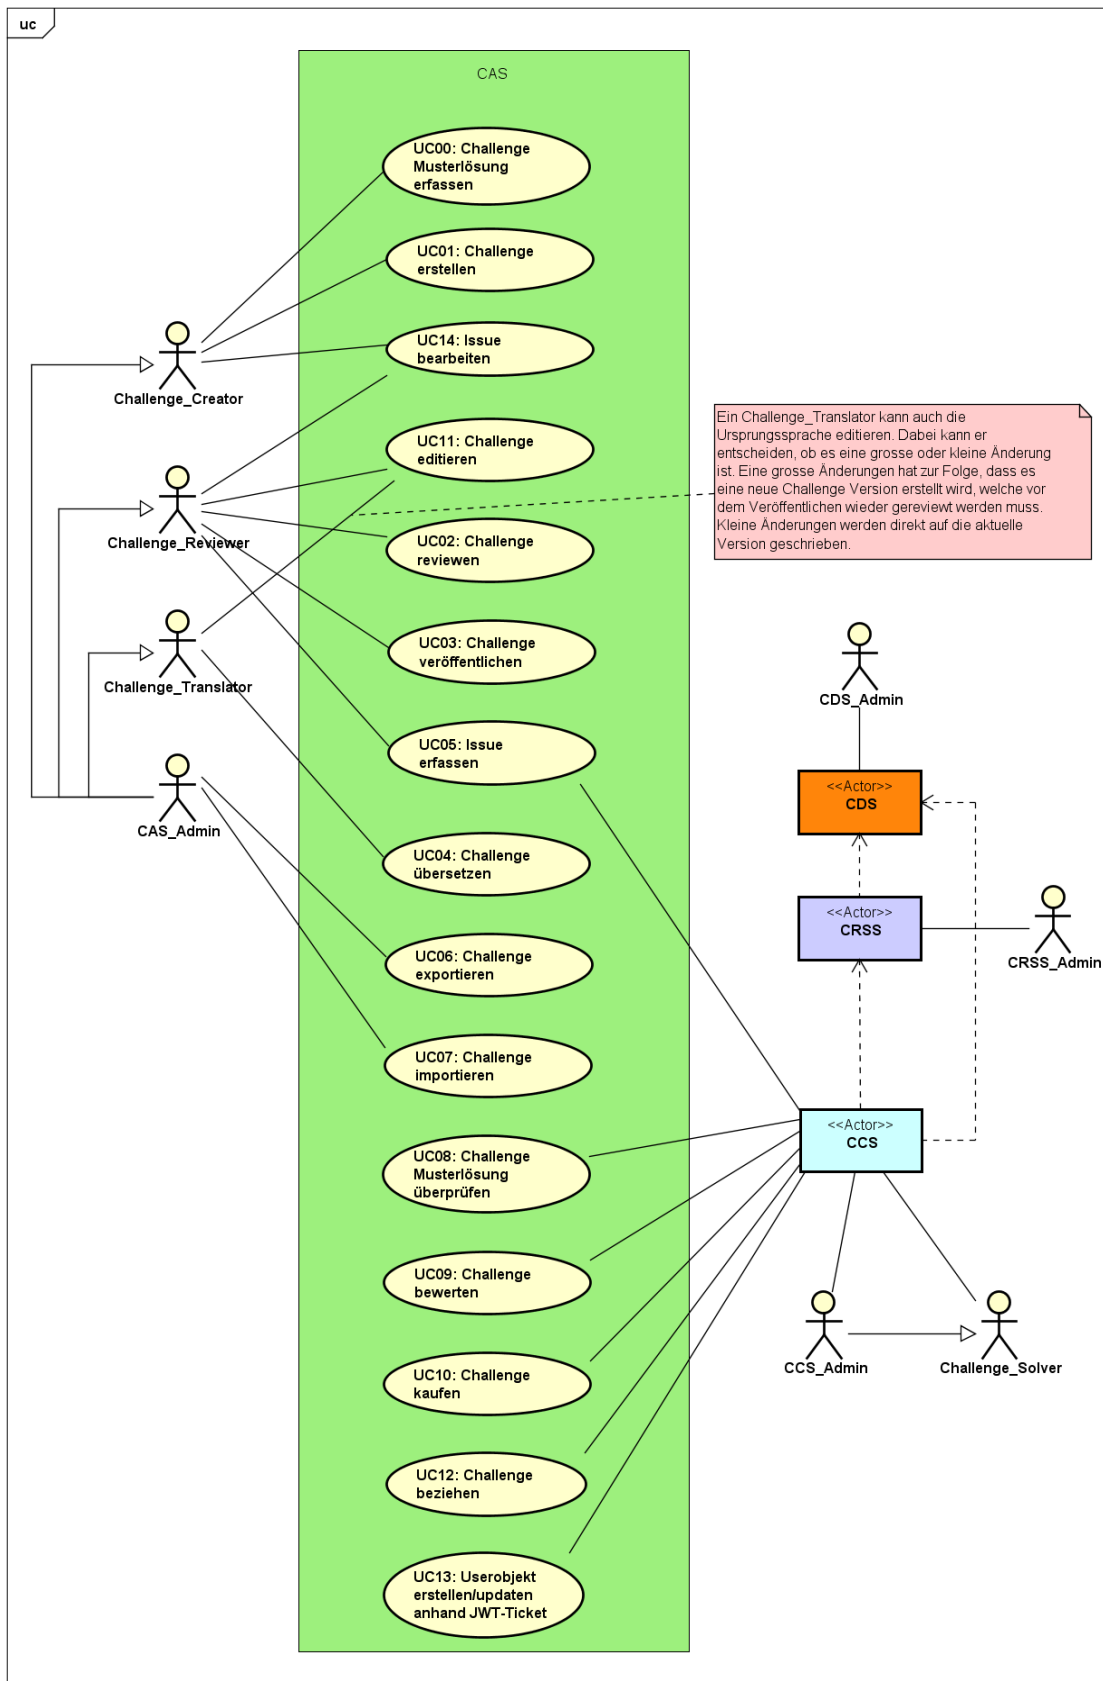 uc
CAS
UC00: Challenge
Musterlösung
erfassen
UC01: Challenge
erstellen
UC14: Issue
bearbeiten
Challenge_Creator
UC11: Challenge
editieren
Ein Challenge_Translator kann auch die
Ursprungssprache editieren. Dabei kann er
entscheiden, ob es eine grosse oder kleine Änderung
ist. Eine grosse Änderungen hat zur Folge, dass es
eine neue Challenge Version erstellt wird, welche vor
dem Veröffentlichen wieder gereviewt werden muss.
Kleine Änderungen werden direkt auf die aktuelle
Version geschrieben.
Challenge_Reviewer
UC02: Challenge
reviewen
UC03: Challenge
veröffentlichen
Challenge_Translator
CDS_Admin
UC05: Issue
erfassen
<<Actor>>
CDS
CAS_Admin
UC04: Challenge
übersetzen
<<Actor>>
CRSS
CRSS_Admin
UC06: Challenge
exportieren
UC07: Challenge
importieren
<<Actor>>
CCS
UC08: Challenge
Musterlösung
überprüfen
UC09: Challenge
bewerten
CCS_Admin
Challenge_Solver
UC10: Challenge
kaufen
UC12: Challenge
beziehen
UC13: Userobjekt
erstellen/updaten
anhand JWT-Ticket